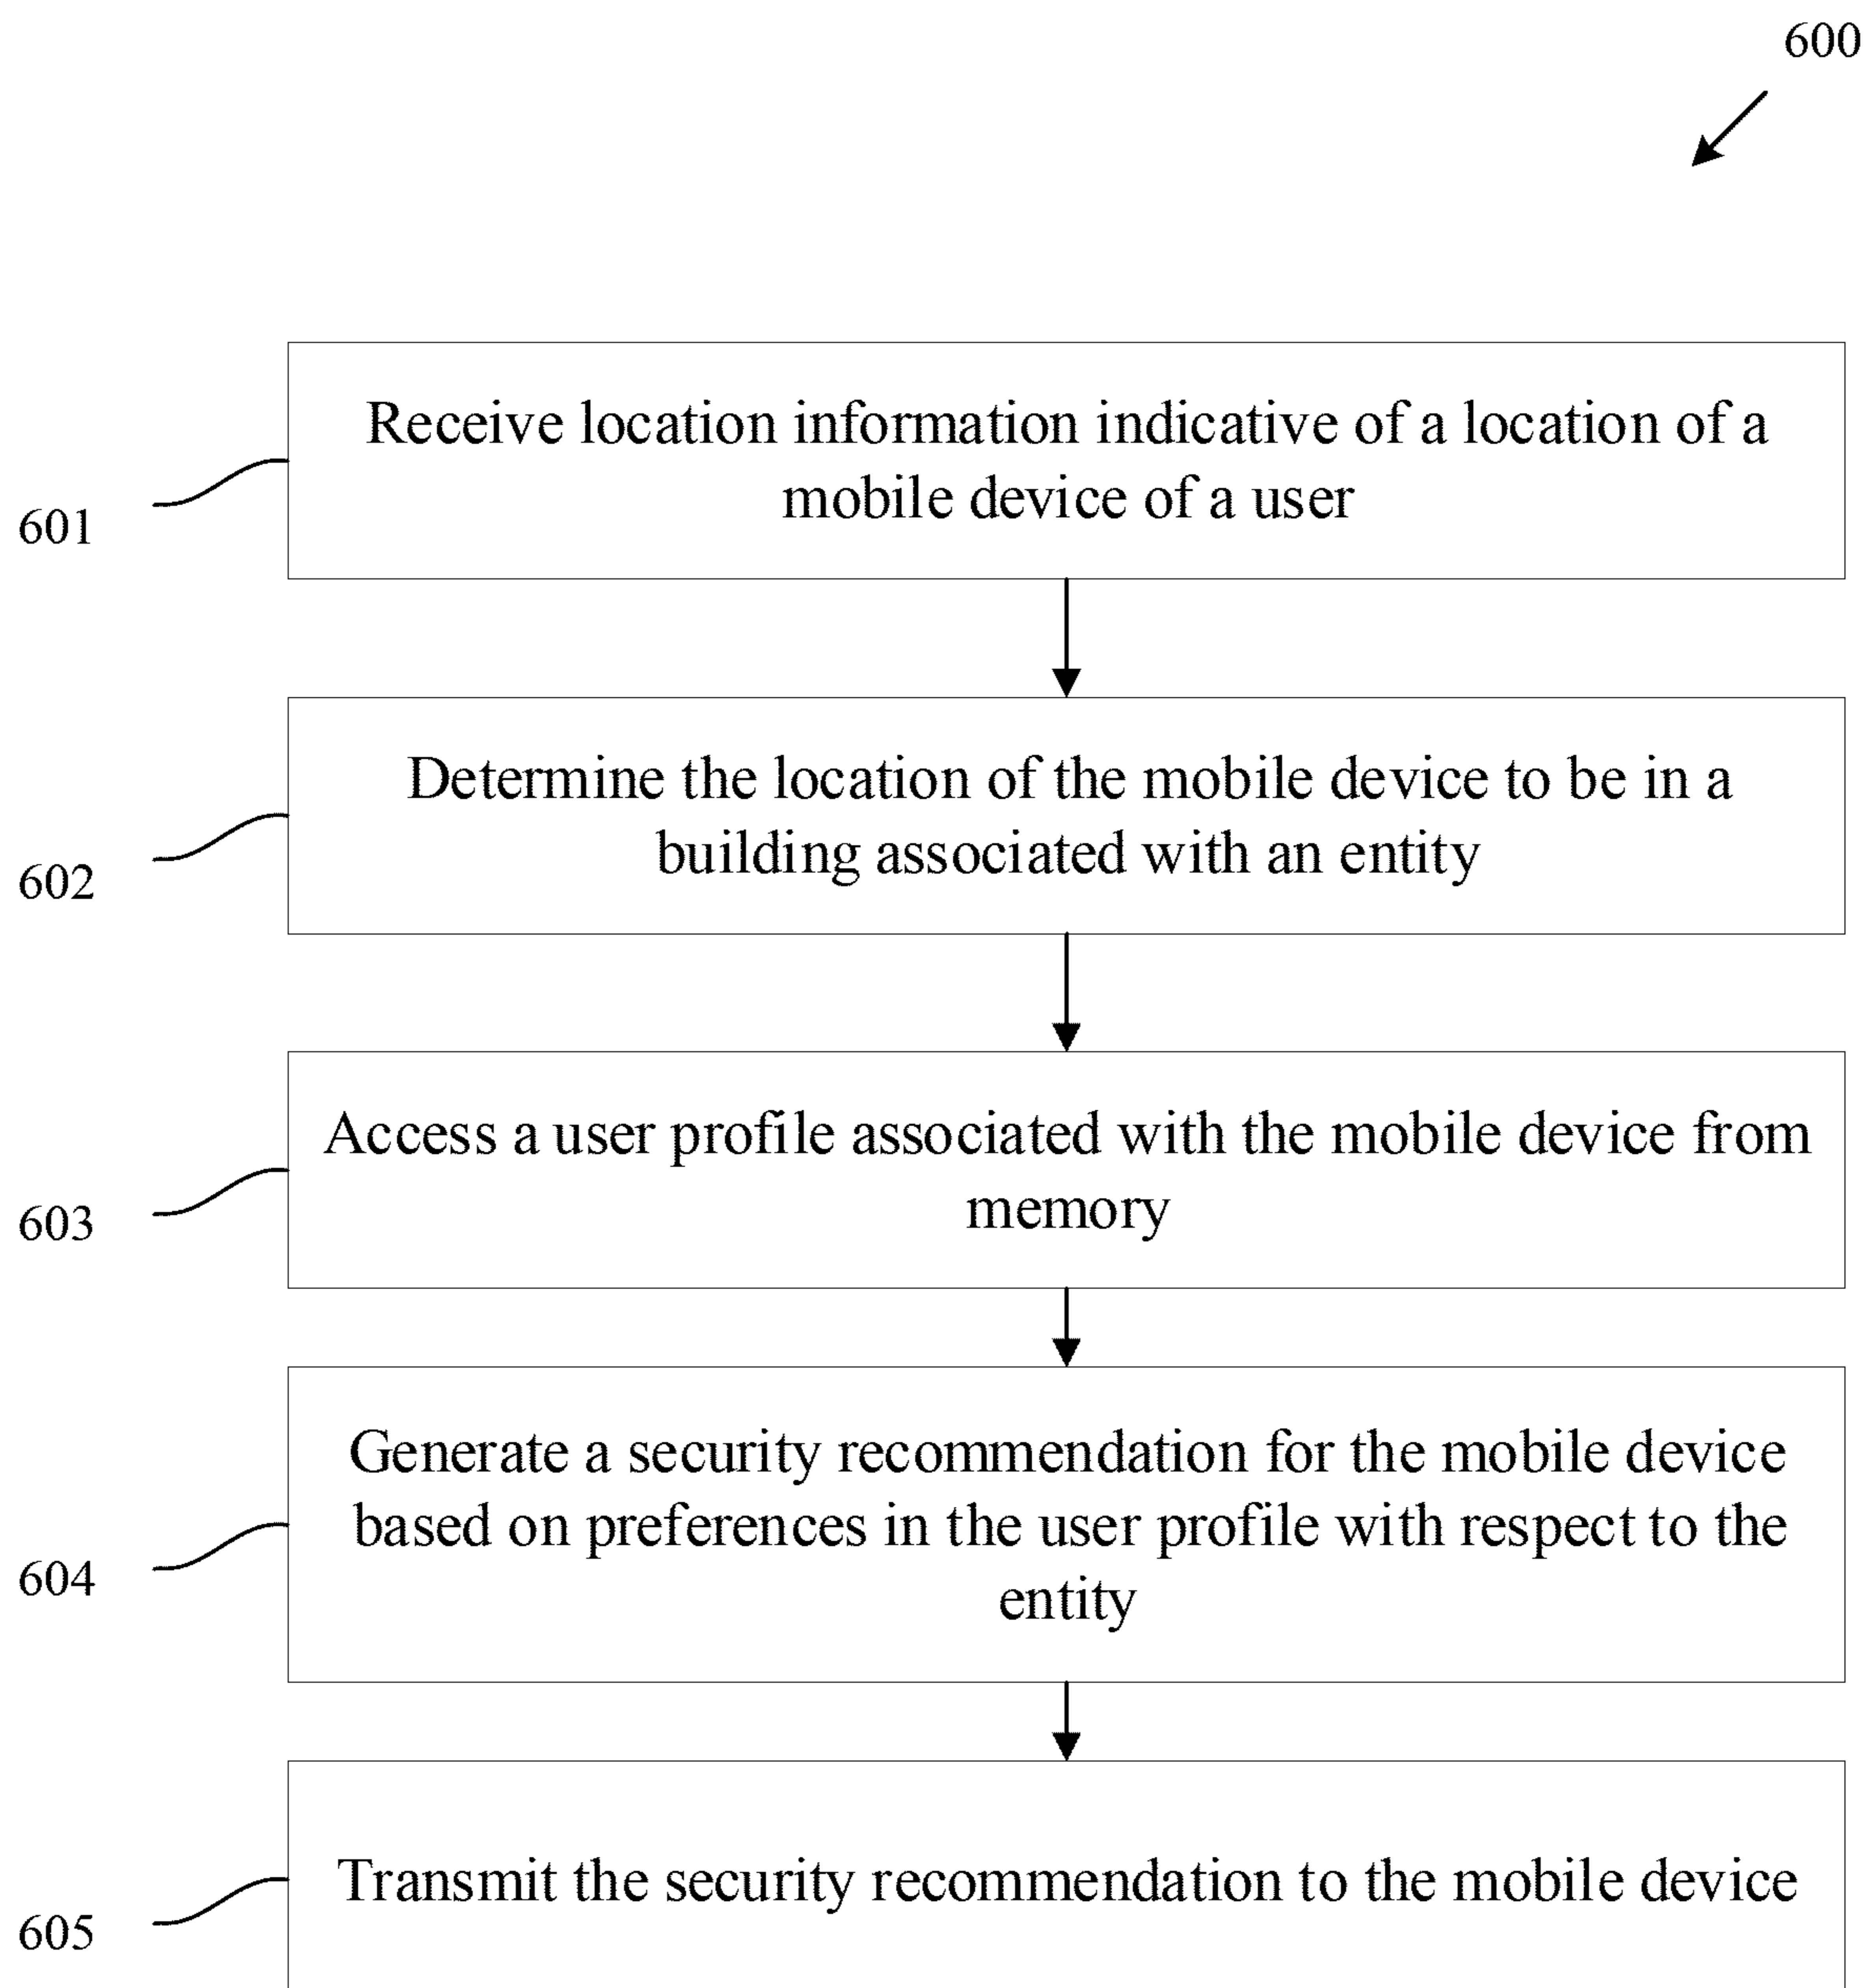 600
Receive location information indicative of a location of a
mobile device of a user
601
Determine the location of the mobile device to be in a
building associated with an entity
602
Access a user profile associated with the mobile device from
memory
603
Generate a security recommendation for the mobile device
based on preferences in the user profile with respect to the
entity
604
Transmit the security recommendation to the mobile device
605